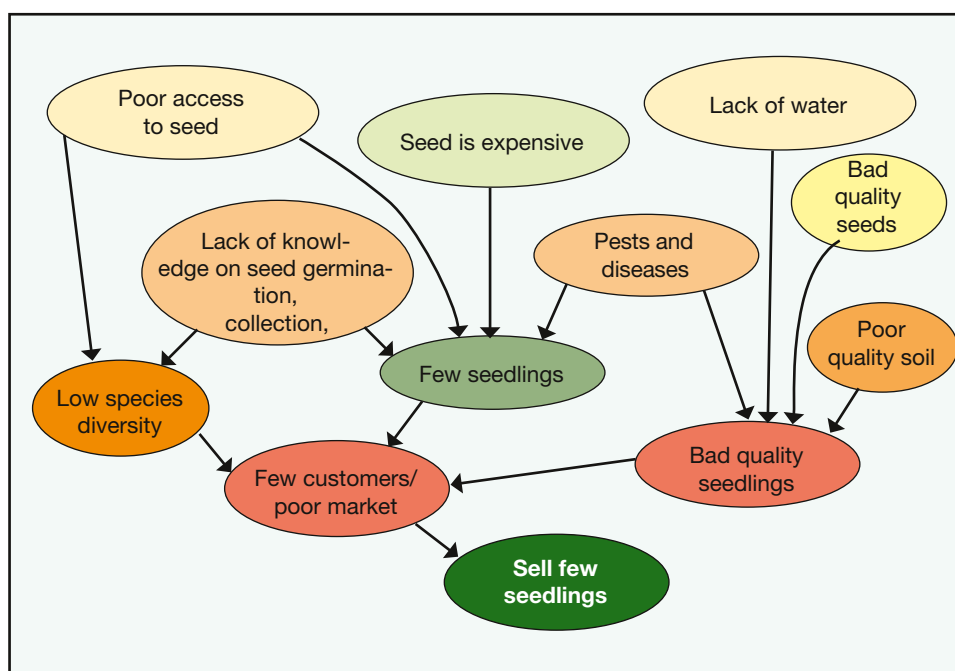 Poor access
to seed
Seed is expensive
Lack of water
Bad
quality
seeds
Lack of knowl-
edge on seed germina-
tion,
collection,
Pests and
diseases
Poor
quality soil
Few seedlings
Low species
diversity
Bad quality
seedlings
Few customers/
poor market
Sell few
seedlings